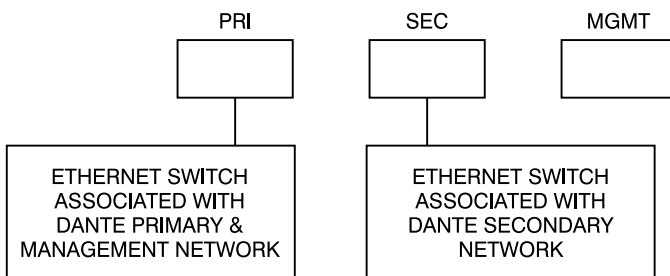 PRI SEC MGMT
ETHERNET SWITCH
ASSOCIATED WITH
DANTE PRIMARY &
MANAGEMENT NETWORK
ETHERNET SWITCH
ASSOCIATED WITH
DANTE SECONDARY
NETWORK